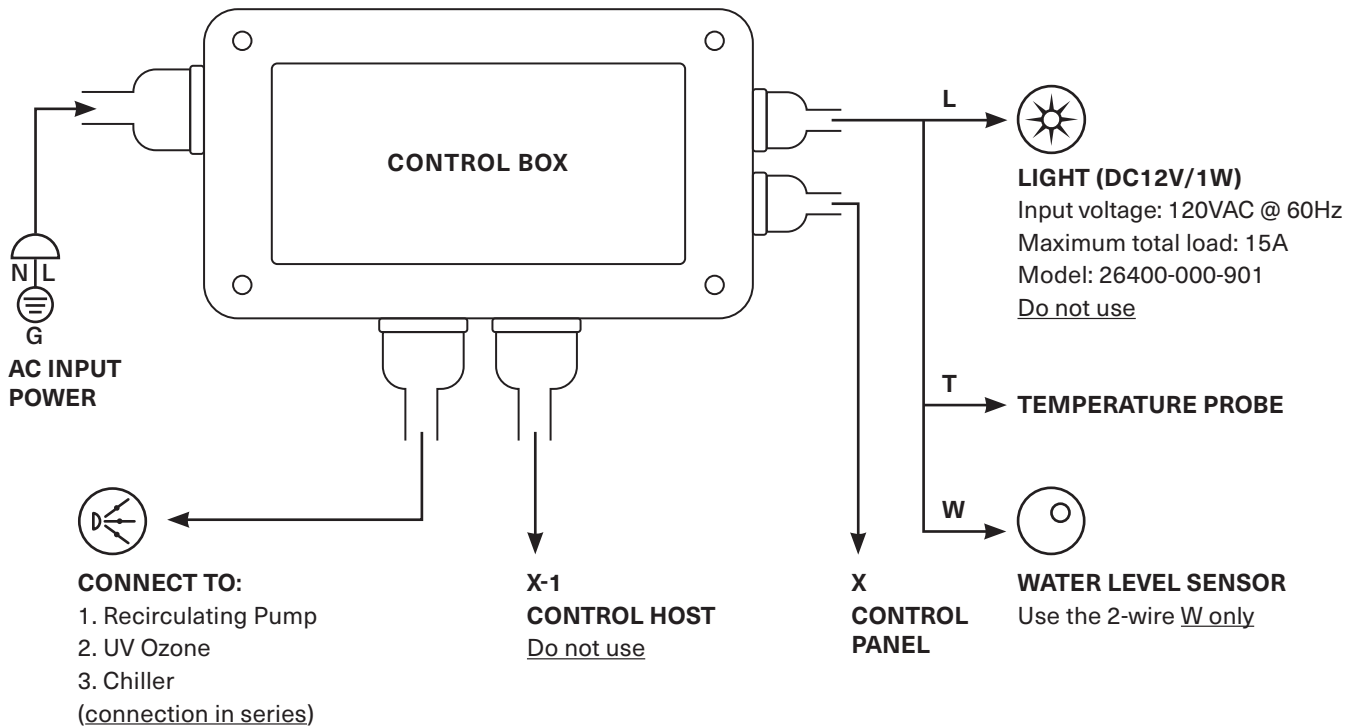 CONTROL BOX
N L
G
AC INPUT
POWER
L
LIGHT (DC12V/1W)
Input voltage: 120VAC @ 60Hz
Maximum total load: 15A
Model: 26400-000-901
Do not use
T
TEMPERATURE PROBE
W
WATER LEVEL SENSOR
Use the 2-wire W only
CONNECT TO:
1. Recirculating Pump
2. UV Ozone
3. Chiller
(connection in series)
X-1
CONTROL HOST
Do not use
X
CONTROL
PANEL